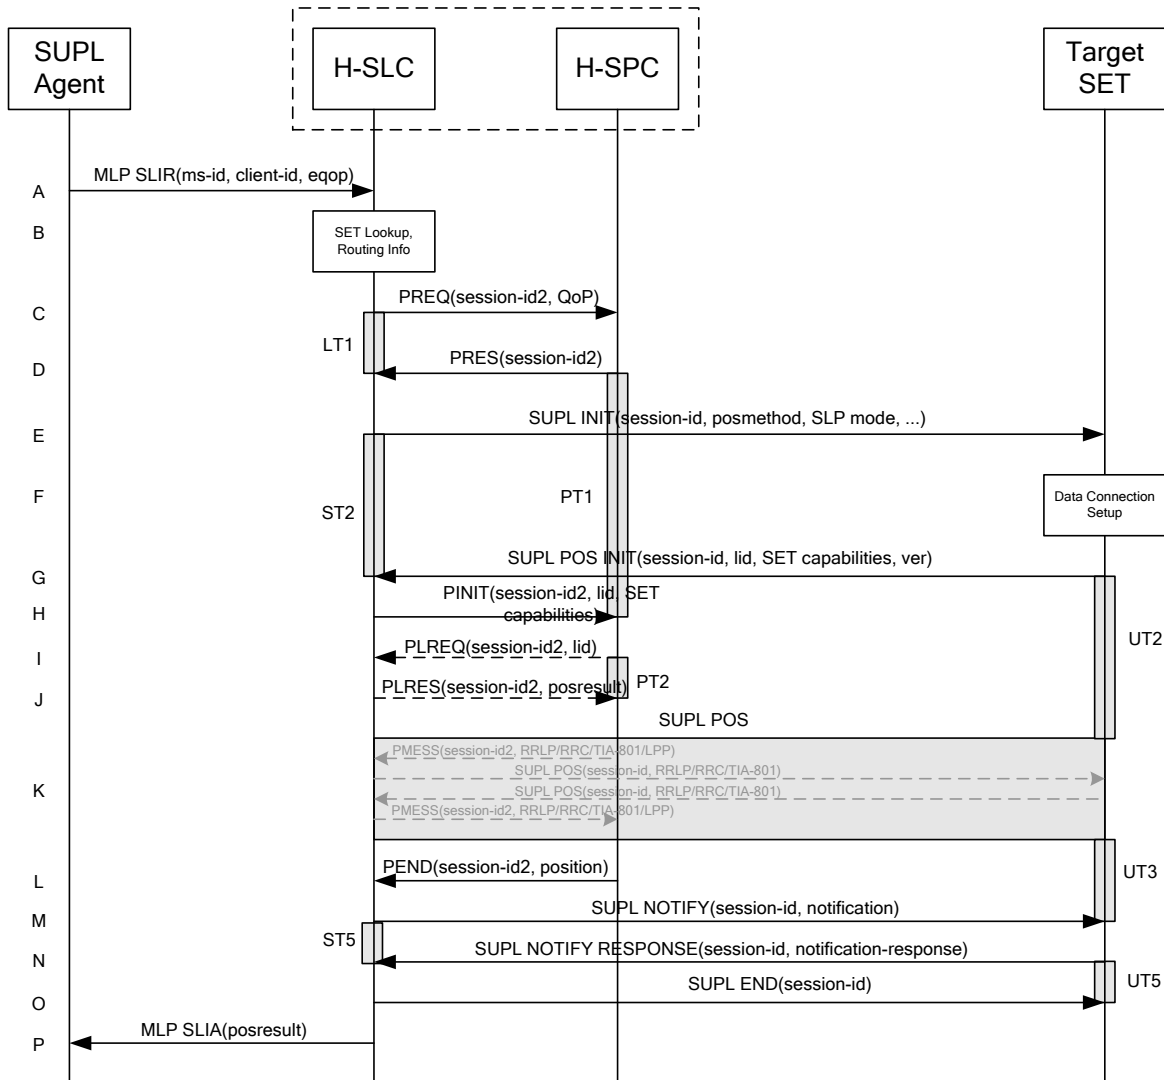 SUPL
Agent
H-SLC
H-SPC
Target
SET
MLP SLIR(ms-id, client-id, eqop)
A
B
SET Lookup,
Routing Info
PREQ(session-id2, QoP)
C
LT1
PRES(session-id2)
D
SUPL INIT(session-id, posmethod, SLP mode, ...)
E
F
ST2
PT1
Data Connection
Setup
SUPL POS INIT(session-id, lid, SET capabilities, ver)
G
PINIT(session-id2, lid, SET
capabilities)
H
UT2
PLREQ(session-id2, lid)
I
PT2
PLRES(session-id2, posresult)
J
SUPL POS
PMESS(session-id2, RRLP/RRC/TIA-801/LPP)
SUPL POS(session-id, RRLP/RRC/TIA-801)
K
SUPL POS(session-id, RRLP/RRC/TIA-801)
PMESS(session-id2, RRLP/RRC/TIA-801/LPP)
PEND(session-id2, position)
L
UT3
SUPL NOTIFY(session-id, notification)
M
ST5
SUPL NOTIFY RESPONSE(session-id, notification-response)
N
UT5
SUPL END(session-id)
O
MLP SLIA(posresult)
P